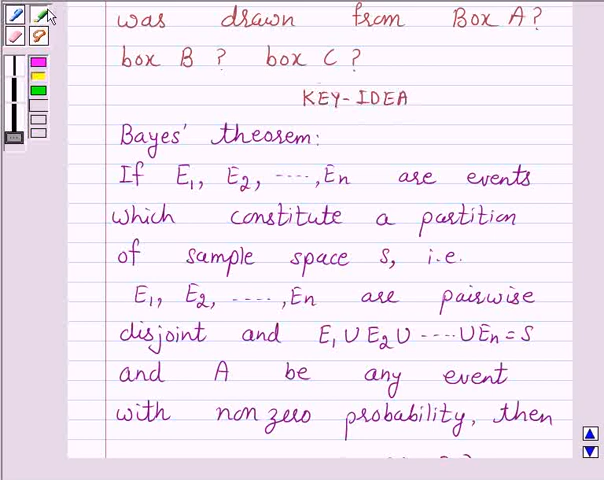 was drawn from Box A?
box B ? box C ?
KEY-IDEA
Bayes' theorem:
If E1, E2, ----, En are events
which constitute a partition
of sample space S, i.e.
E1, E2, ----, En are pairwise
disjoint and E1 U E2 U ---- U En = S
and A be any event
with non zero probability, then